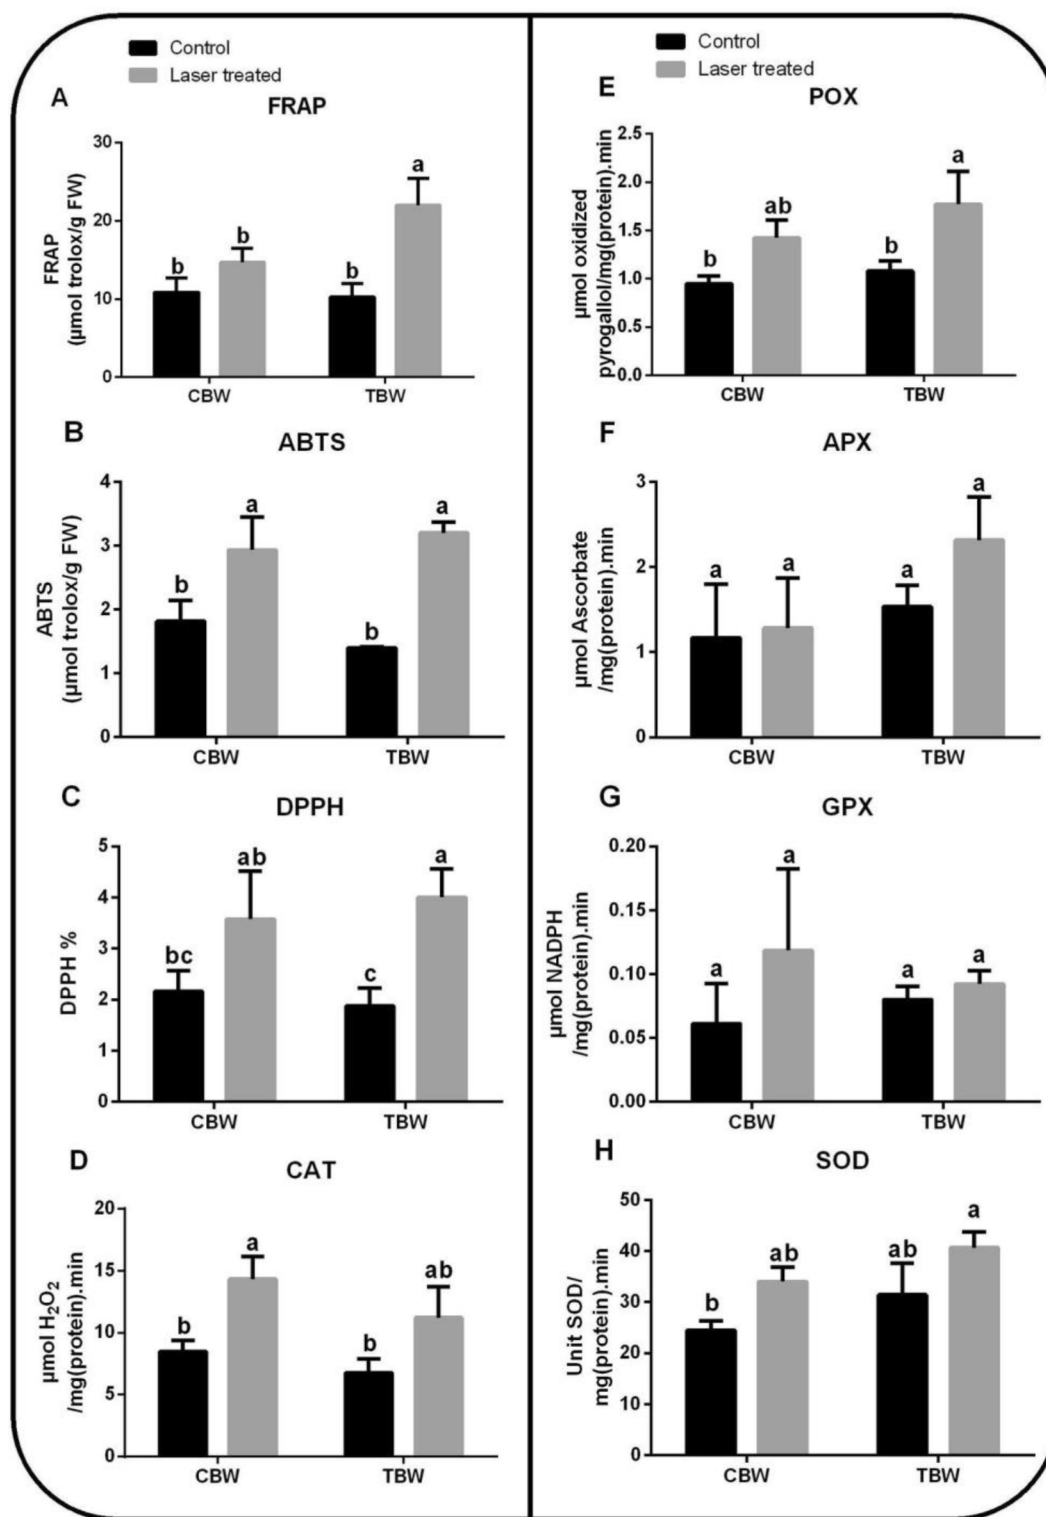 Control
Laser treated
A
FRAP
FRAP
(µmol trolox/g FW)
30
20
10
0
b
b
b
a
CBW
TBW
B
ABTS
ABTS
(µmol trolox/g FW)
4
3
2
1
0
b
a
b
a
CBW
TBW
C
DPPH
DPPH %
5
4
3
2
1
0
bc
ab
c
a
CBW
TBW
D
CAT
µmol H₂O₂
/mg(protein).min
20
15
10
5
0
b
a
b
ab
CBW
TBW
Control
Laser treated
E
POX
µmol oxidized
pyrogallol/mg(protein).min
2.5
2.0
1.5
1.0
0.5
0.0
b
ab
b
a
CBW
TBW
F
APX
µmol Ascorbate
/mg(protein).min
3
2
1
0
a
a
a
a
CBW
TBW
G
GPX
µmol NADPH
/mg(protein).min
0.20
0.15
0.10
0.05
0.00
a
a
a
a
CBW
TBW
H
SOD
Unit SOD/
mg(protein).min
50
40
30
20
10
0
b
ab
ab
a
CBW
TBW